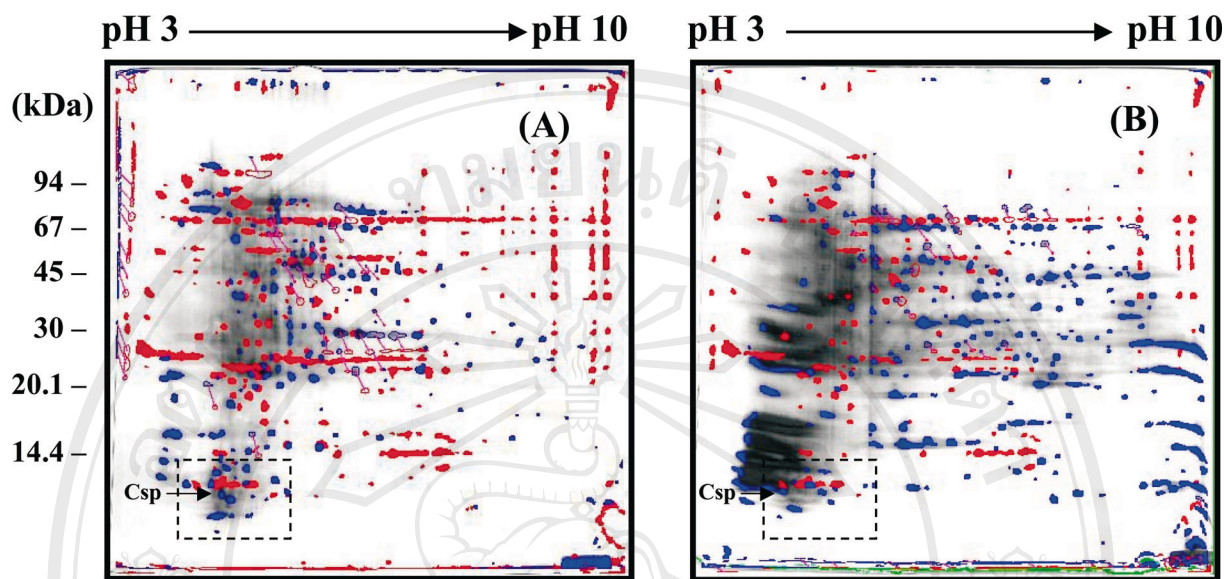 pH 3 pH 10 pH 3 pH 10
(kDa)
(A) (B)
94 –
67 –
45 –
30 –
20.1 –
14.4 –
Csp Csp